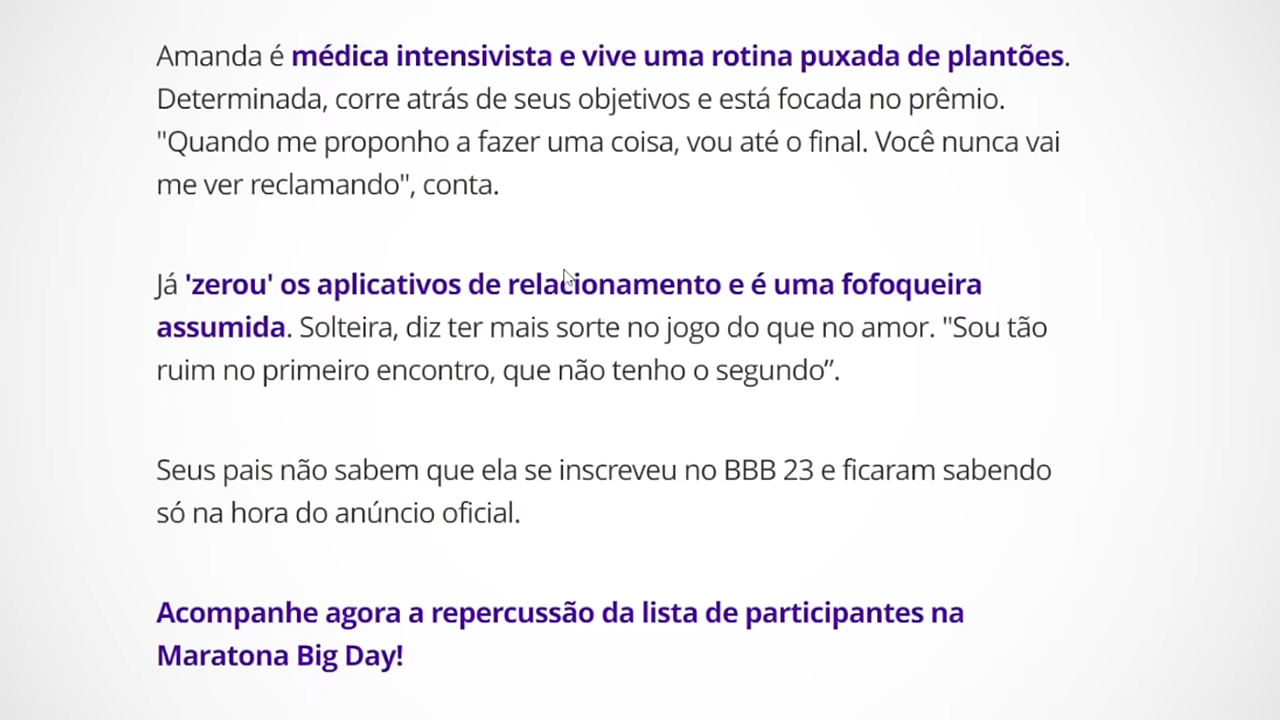 Amanda é médica intensivista e vive uma rotina puxada de plantões.
Determinada, corre atrás de seus objetivos e está focada no prêmio.
"Quando me proponho a fazer uma coisa, vou até o final. Você nunca vai
me ver reclamando", conta.
Já 'zerou' os aplicativos de relacionamento e é uma fofoqueira
assumida. Solteira, diz ter mais sorte no jogo do que no amor. "Sou tão
ruim no primeiro encontro, que não tenho o segundo”.
Seus pais não sabem que ela se inscreveu no BBB 23 e ficaram sabendo
só na hora do anúncio oficial.
Acompanhe agora a repercussão da lista de participantes na
Maratona Big Day!